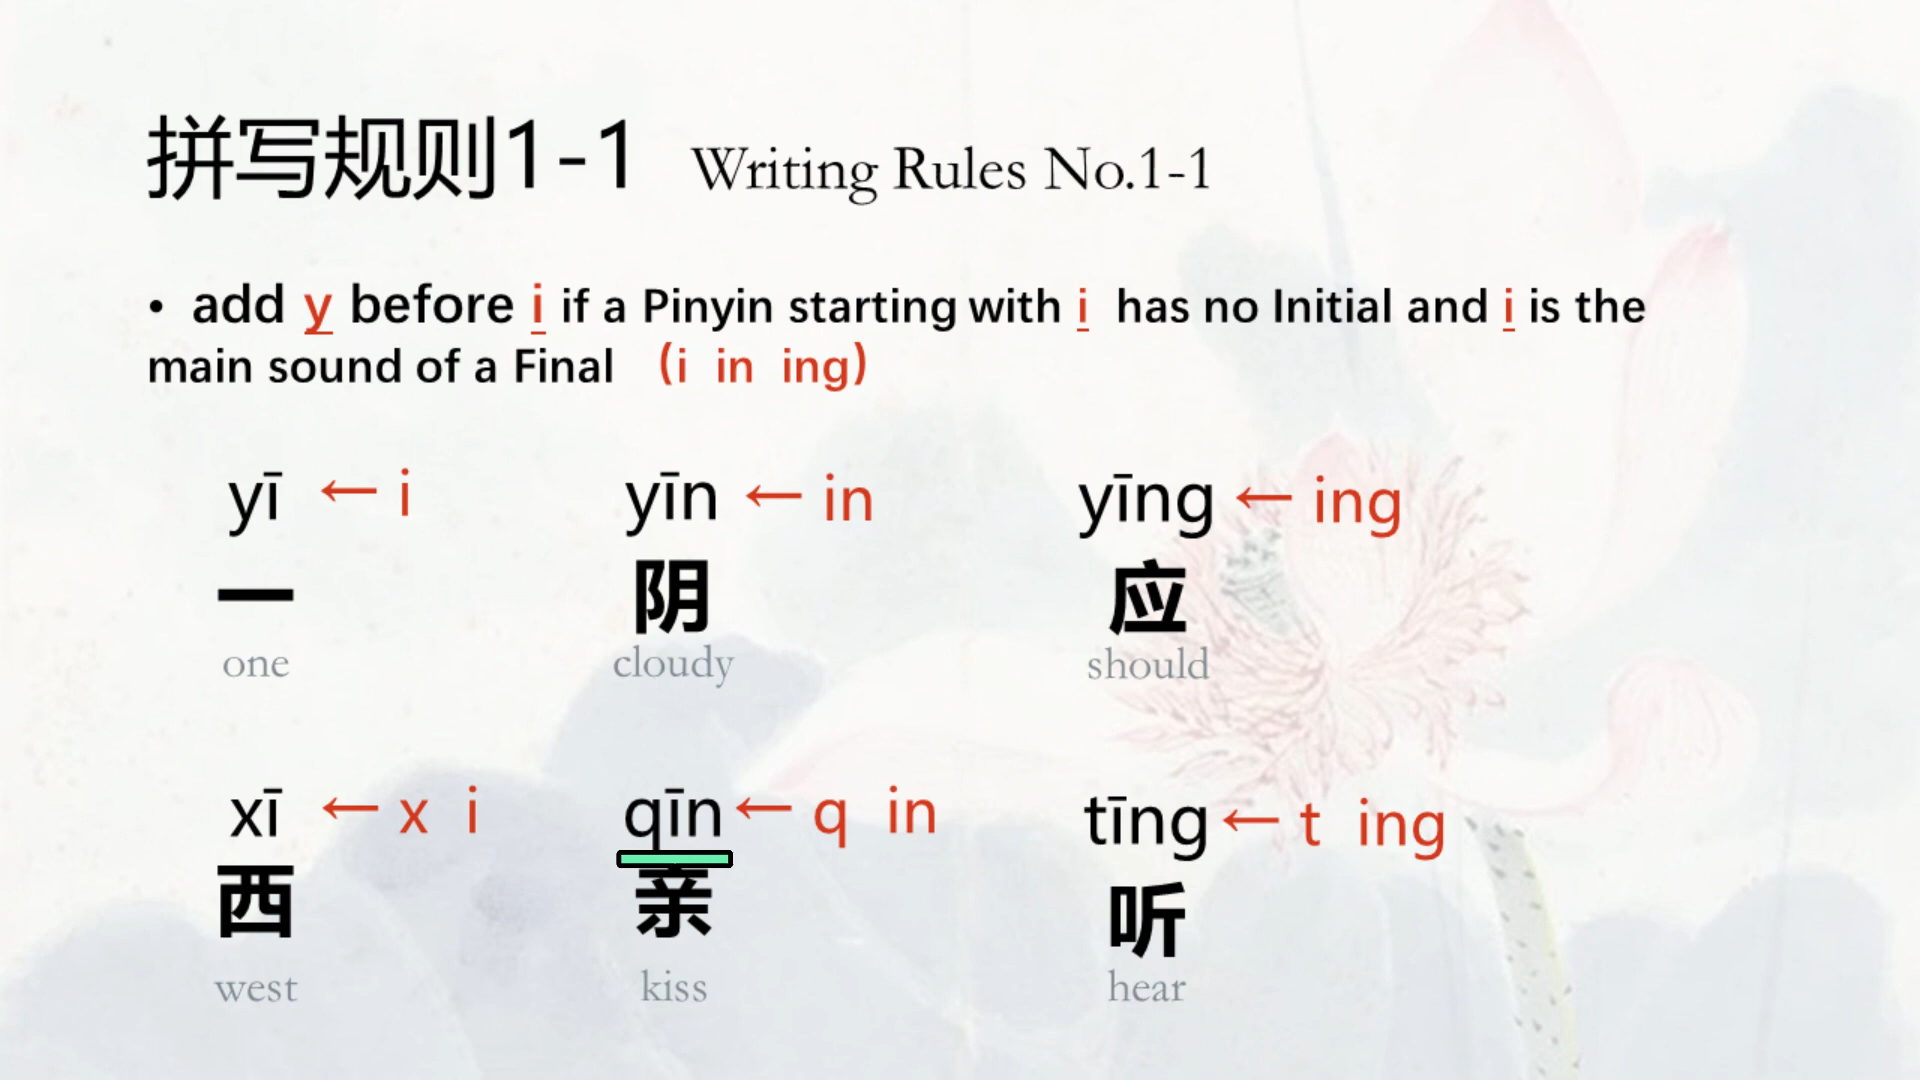 拼写规则1-1 Writing Rules No.1-1
• add y before i if a Pinyin starting with i has no Initial and i is the
main sound of a Final （i in ing）
yī ← i yīn ← in yīng ← ing
一 阴 应
one cloudy should
xī ← x i qīn ← q in tīng ← t ing
西 亲 听
west kiss hear